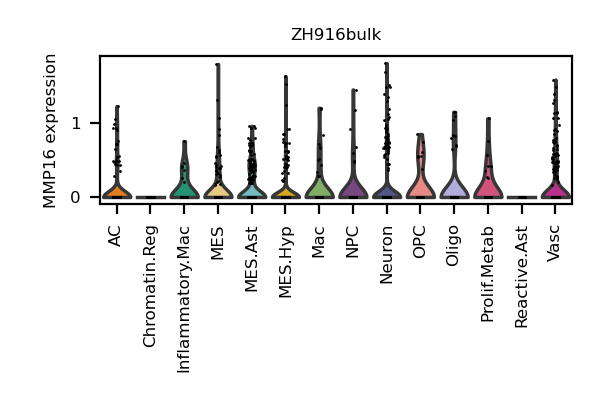 ZH916bulk
MMP16 expression
1
0
AC
Chromatin.Reg
Inflammatory.Mac
MES
MES.Ast
MES.Hyp
Mac
NPC
Neuron
OPC
Oligo
Prolif.Metab
Reactive.Ast
Vasc